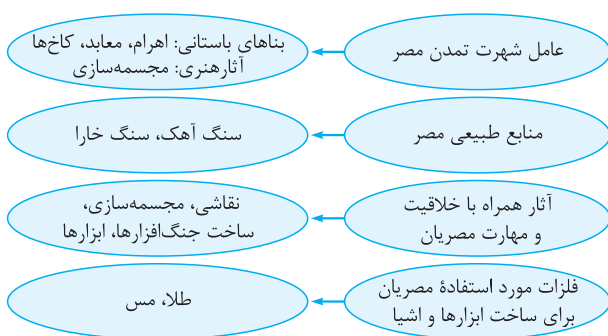 عامل شهرت تمدن مصر
بناهای باستانی: اهرام، معابد، کاخ‌ها
آثارهنری: مجسمه‌سازی
منابع طبیعی مصر
سنگ آهک، سنگ خارا
آثار همراه با خلاقیت
و مهارت مصریان
نقاشی، مجسمه‌سازی،
ساخت جنگ‌افزارها، ابزارها
فلزات مورد استفادهٔ مصریان
برای ساخت ابزارها و اشیا
طلا، مس